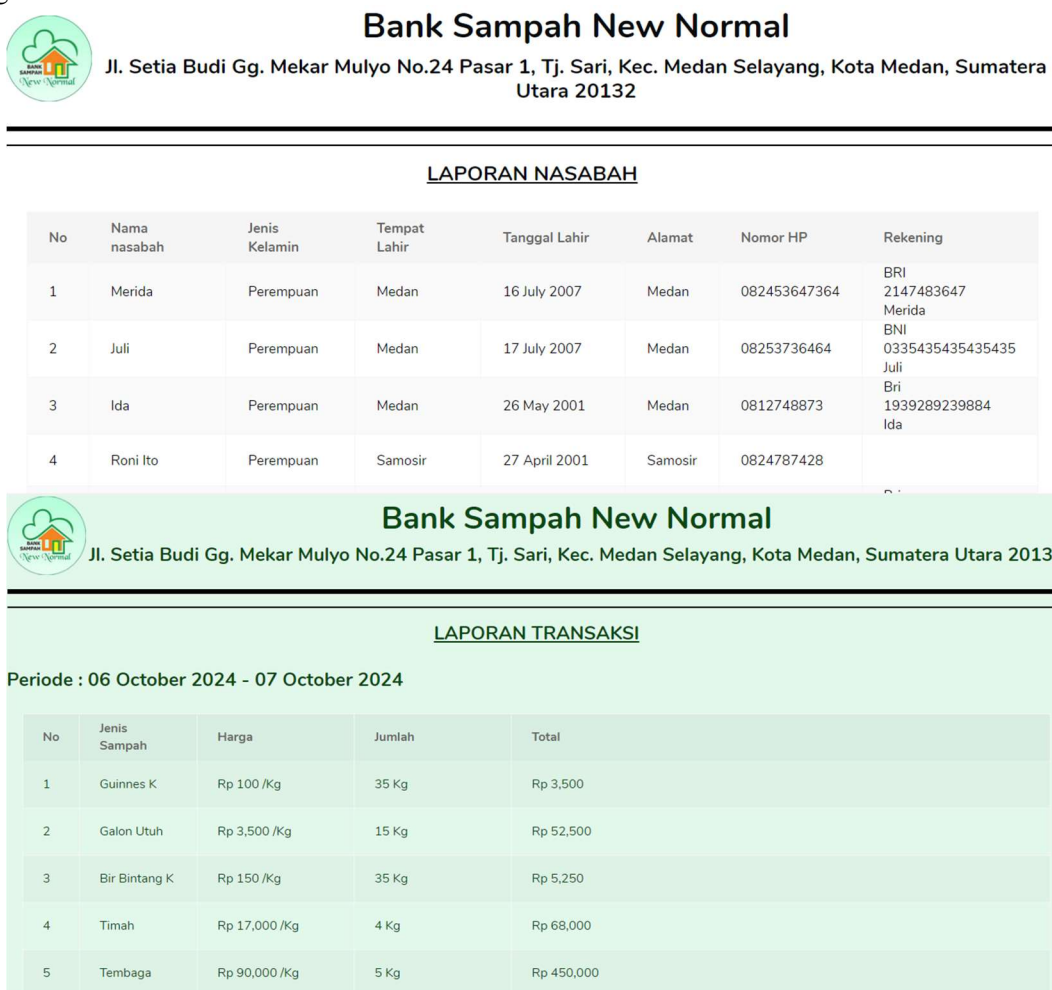 Bank Sampah New Normal
BANK
SAMPAH
New Normal
Jl. Setia Budi Gg. Mekar Mulyo No.24 Pasar 1, Tj. Sari, Kec. Medan Selayang, Kota Medan, Sumatera
Utara 20132
LAPORAN NASABAH
No Nama nasabah Jenis Kelamin Tempat Lahir Tanggal Lahir Alamat Nomor HP Rekening
1 Merida Perempuan Medan 16 July 2007 Medan 082453647364 BRI 2147483647 Merida
2 Juli Perempuan Medan 17 July 2007 Medan 08253736464 BNI 0335435435435435 Juli
3 Ida Perempuan Medan 26 May 2001 Medan 0812748873 Bri 1939289239884 Ida
4 Roni Ito Perempuan Samosir 27 April 2001 Samosir 0824787428
Bank Sampah New Normal
BANK
SAMPAH
New Normal
Jl. Setia Budi Gg. Mekar Mulyo No.24 Pasar 1, Tj. Sari, Kec. Medan Selayang, Kota Medan, Sumatera Utara 2013
LAPORAN TRANSAKSI
Periode : 06 October 2024 - 07 October 2024
No Jenis Sampah Harga Jumlah Total
1 Guinnes K Rp 100 /Kg 35 Kg Rp 3,500
2 Galon Utuh Rp 3,500 /Kg 15 Kg Rp 52,500
3 Bir Bintang K Rp 150 /Kg 35 Kg Rp 5,250
4 Timah Rp 17,000 /Kg 4 Kg Rp 68,000
5 Tembaga Rp 90,000 /Kg 5 Kg Rp 450,000